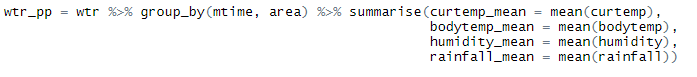 wtr_pp = wtr %>% group_by(mtime, area) %>% summarise(curtemp_mean = mean(curtemp),
bodytemp_mean = mean(bodytemp),
humidity_mean = mean(humidity),
rainfall_mean = mean(rainfall))